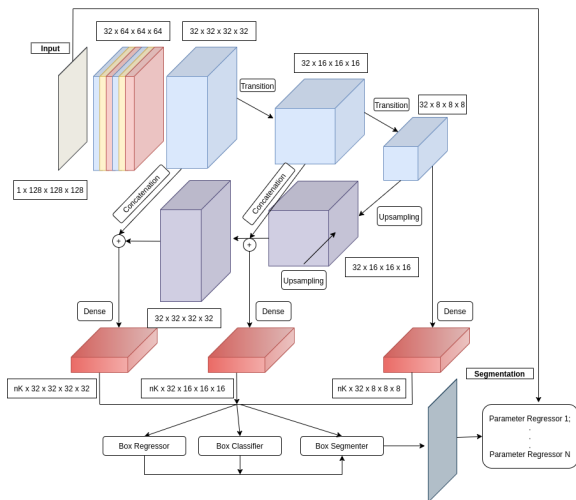 32 x 64 x 64 x 64
32 x 32 x 32 x 32
Input
32 x 16 x 16 x 16
Transition
Transition
32 x 8 x 8 x 8
1 x 128 x 128 x 128
Concatenation
Concatenation
Upsampling
+
+
32 x 16 x 16 x 16
Upsampling
Dense
Dense
Dense
32 x 32 x 32 x 32
Segmentation
nK x 32 x 32 x 32 x 32
nK x 32 x 16 x 16 x 16
nK x 32 x 8 x 8 x 8
Parameter Regressor 1;
.
.
.
Parameter Regressor N
Box Regressor
Box Classifier
Box Segmenter